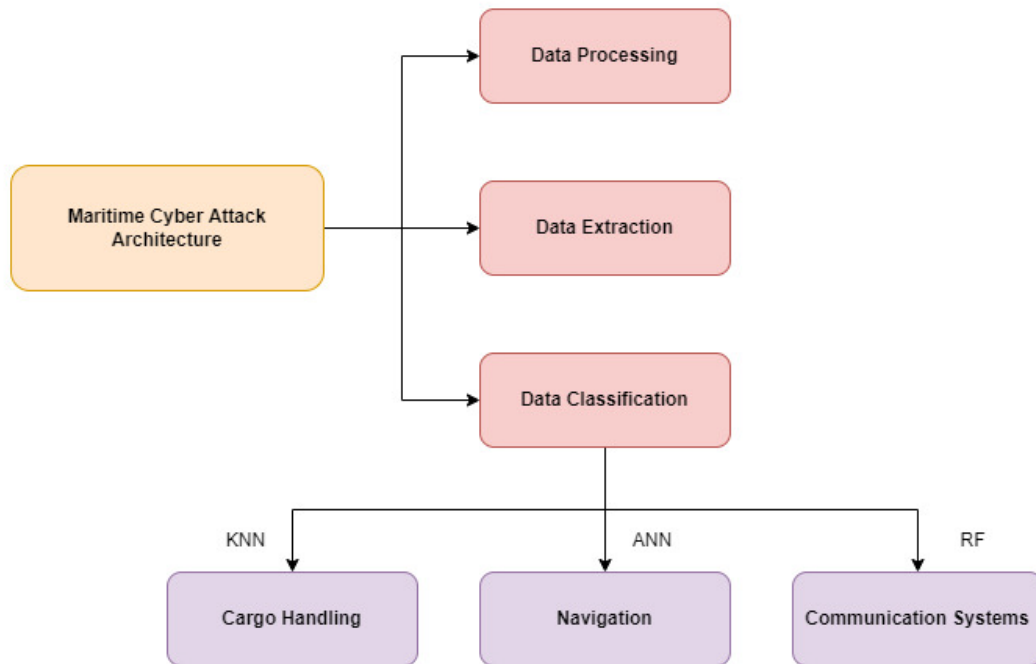 Data Processing
Maritime Cyber Attack
Architecture
Data Extraction
Data Classification
KNN
ANN
RF
Cargo Handling
Navigation
Communication Systems